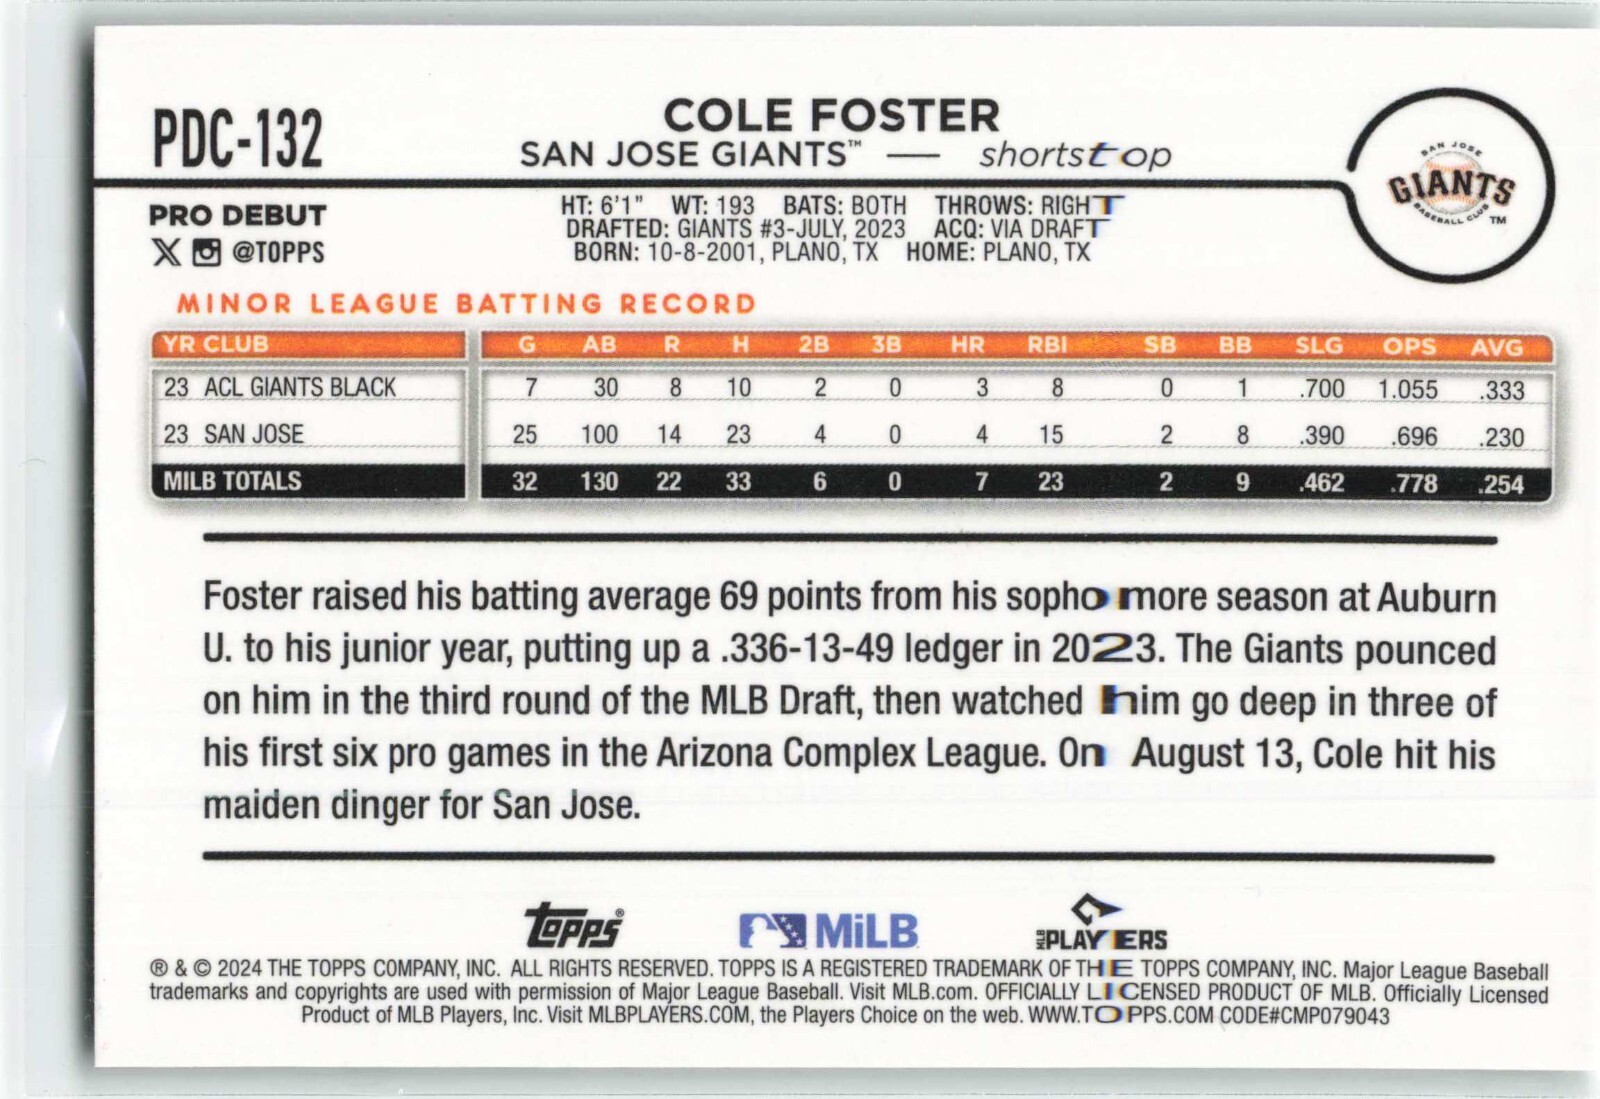 PDC-132
COLE FOSTER
SAN JOSE GIANTS™ — shortstop
SAN JOSE
GIANTS
BASEBALL CLUB
TM
PRO DEBUT
@TOPPS
HT: 6'1" WT: 193 BATS: BOTH THROWS: RIGHT
DRAFTED: GIANTS #3-JULY, 2023 ACQ: VIA DRAFT
BORN: 10-8-2001, PLANO, TX HOME: PLANO, TX
MINOR LEAGUE BATTING RECORD
YR CLUB G AB R H 2B 3B HR RBI SB BB SLG OPS AVG
23 ACL GIANTS BLACK 7 30 8 10 2 0 3 8 0 1 .700 1.055 .333
23 SAN JOSE 25 100 14 23 4 0 4 15 2 8 .390 .696 .230
MILB TOTALS 32 130 22 33 6 0 7 23 2 9 .462 .778 .254
Foster raised his batting average 69 points from his sophomore season at Auburn
U. to his junior year, putting up a .336-13-49 ledger in 2023. The Giants pounced
on him in the third round of the MLB Draft, then watched him go deep in three of
his first six pro games in the Arizona Complex League. On August 13, Cole hit his
maiden dinger for San Jose.
Topps® MiLB MLB PLAYERS
® & © 2024 THE TOPPS COMPANY, INC. ALL RIGHTS RESERVED. TOPPS IS A REGISTERED TRADEMARK OF THE TOPPS COMPANY, INC. Major League Baseball
trademarks and copyrights are used with permission of Major League Baseball. Visit MLB.com. OFFICIALLY LICENSED PRODUCT OF MLB. Officially Licensed
Product of MLB Players, Inc. Visit MLBPLAYERS.COM, the Players Choice on the web. WWW.TOPPS.COM CODE#CMP079043